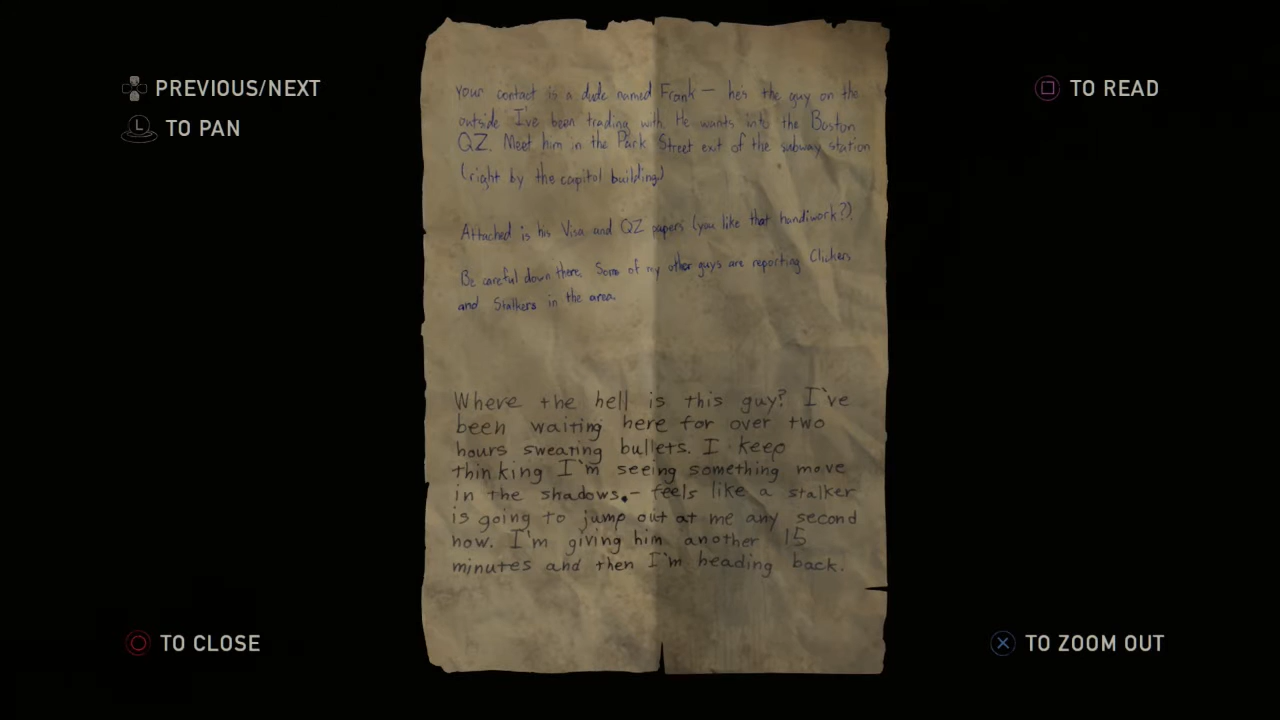 PREVIOUS/NEXT
L TO PAN
TO READ
Your contact is a dude named Frank — he's the guy on the
outside I've been trading with. He wants into the Boston
QZ. Meet him in the Park Street exit of the subway station
(right by the capitol building)
Attached is his Visa and QZ papers (you like that handiwork?).
Be careful down there. Some of my other guys are reporting Clickers
and Stalkers in the area.
Where the hell is this guy? I've
been waiting here for over two
hours swearing bullets. I keep
thinking I'm seeing something move
in the shadows. - feels like a stalker
is going to jump out at me any second
now. I'm giving him another 15
minutes and then I'm heading back.
TO CLOSE
TO ZOOM OUT